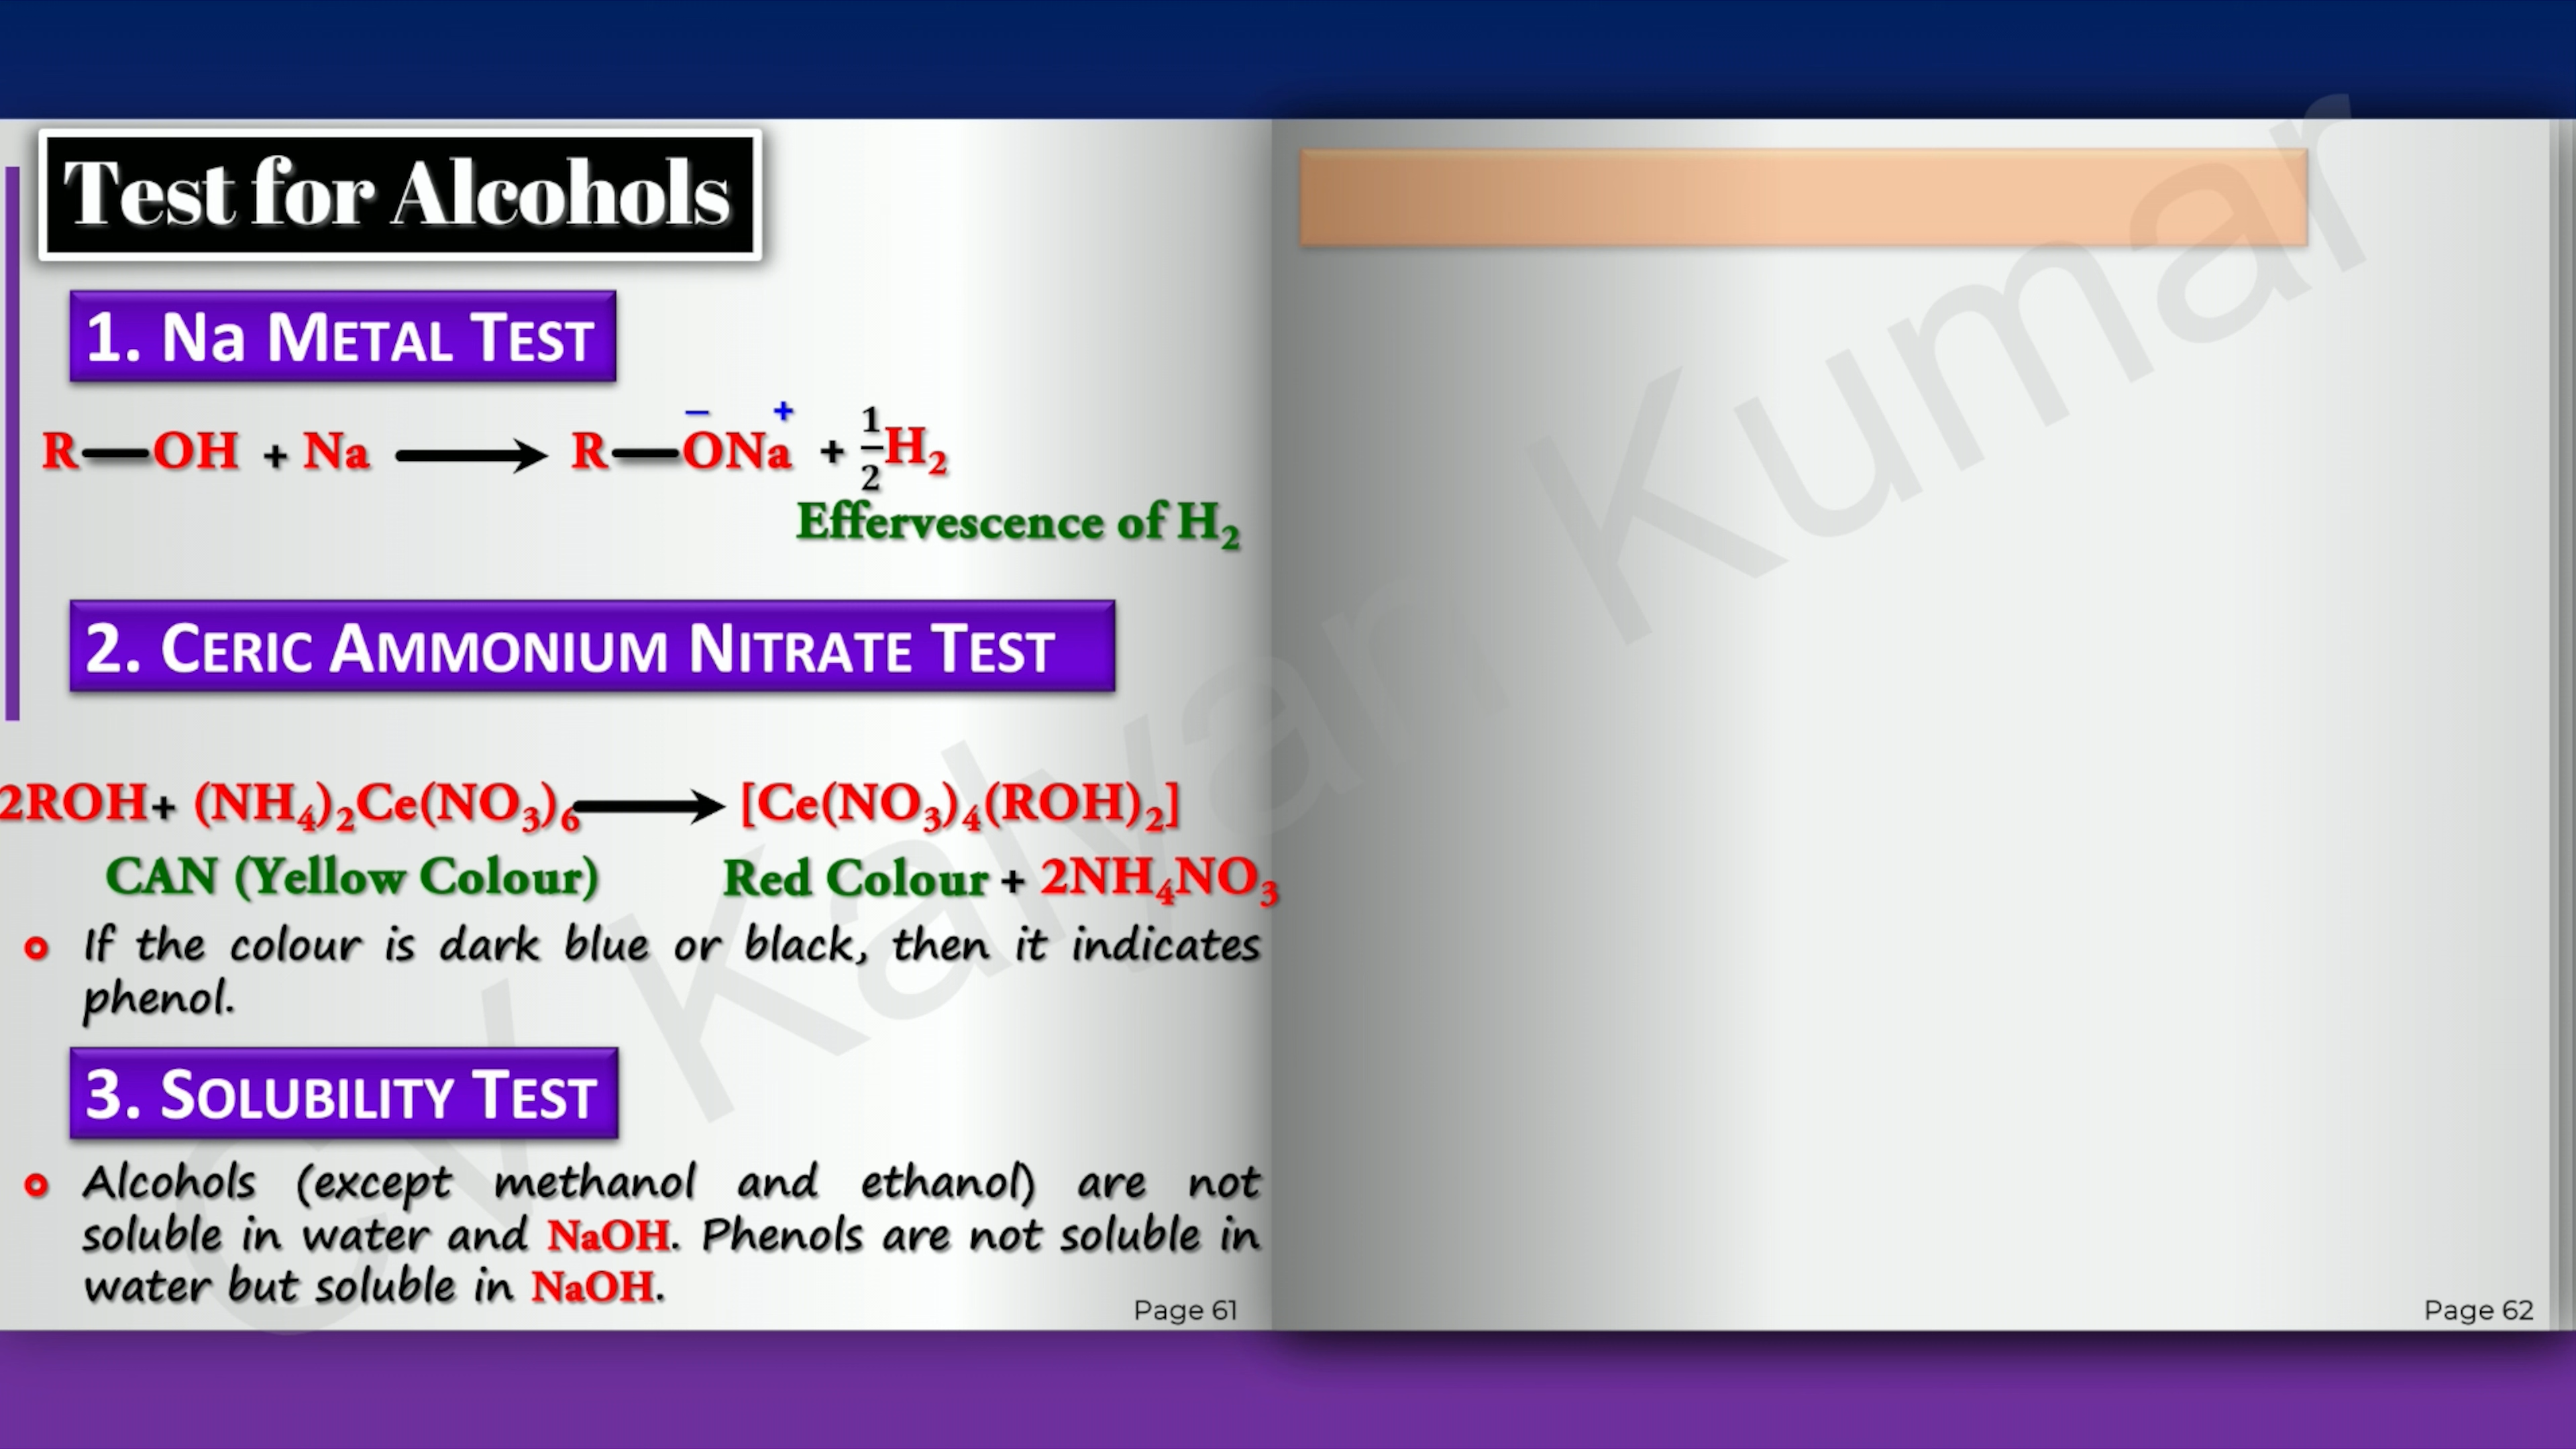 Test for Alcohols
1. Na METAL TEST
R—OH + Na ⟶ R—O⁻Na⁺ + ½H₂
Effervescence of H₂
2. CERIC AMMONIUM NITRATE TEST
2ROH+ (NH₄)₂Ce(NO₃)₆ ⟶ [Ce(NO₃)₄(ROH)₂]
CAN (Yellow Colour) Red Colour + 2NH₄NO₃
If the colour is dark blue or black, then it indicates
phenol.
3. SOLUBILITY TEST
Alcohols (except methanol and ethanol) are not
soluble in water and NaOH. Phenols are not soluble in
water but soluble in NaOH.
Page 61
Page 62
CV Kalyan Kumar